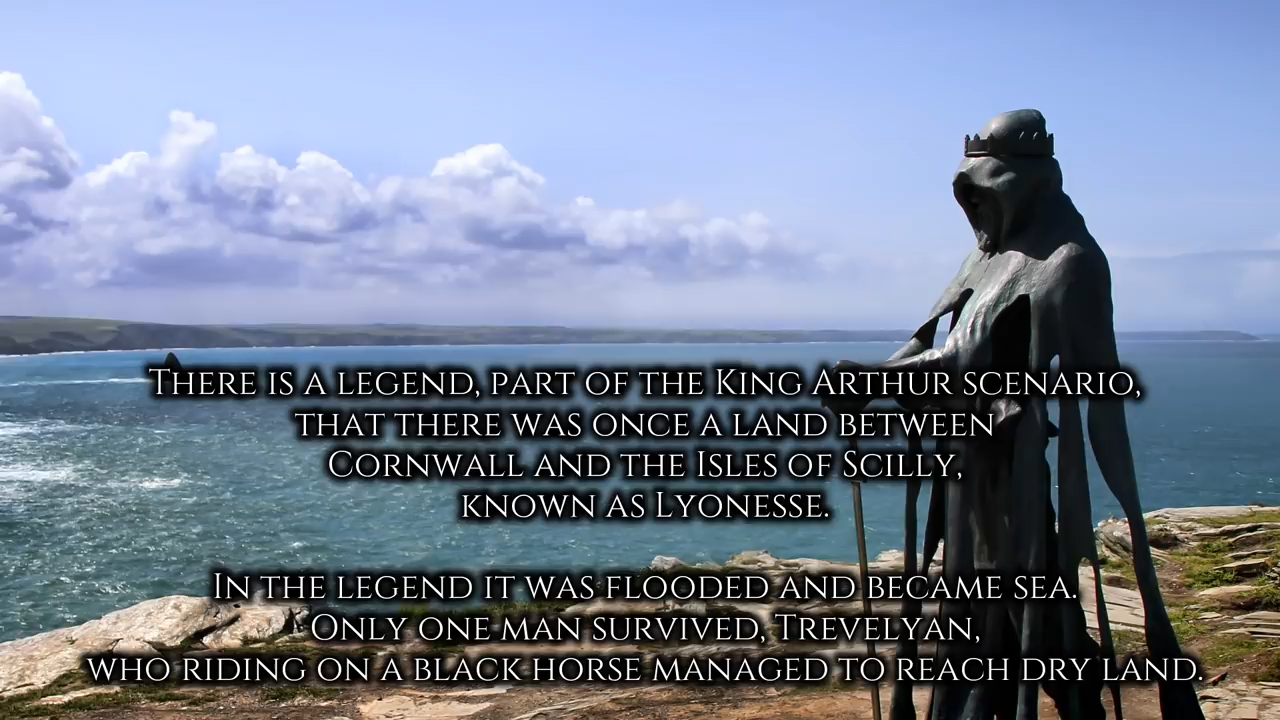 There is a legend, part of the King Arthur scenario,
that there was once a land between
Cornwall and the Isles of Scilly,
known as Lyonesse.
In the legend it was flooded and became sea.
Only one man survived, Trevelyan,
who riding on a black horse managed to reach dry land.